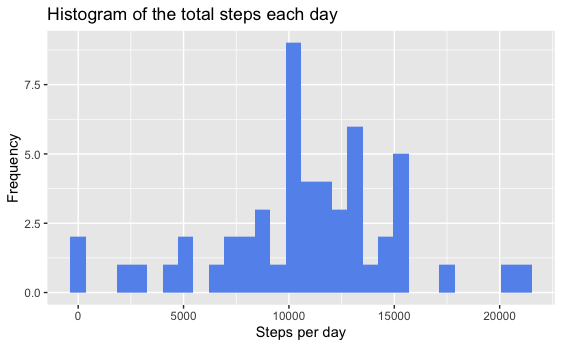 Histogram of the total steps each day
7.5
5.0
2.5
0.0
Frequency
0 5000 10000 15000 20000
Steps per day